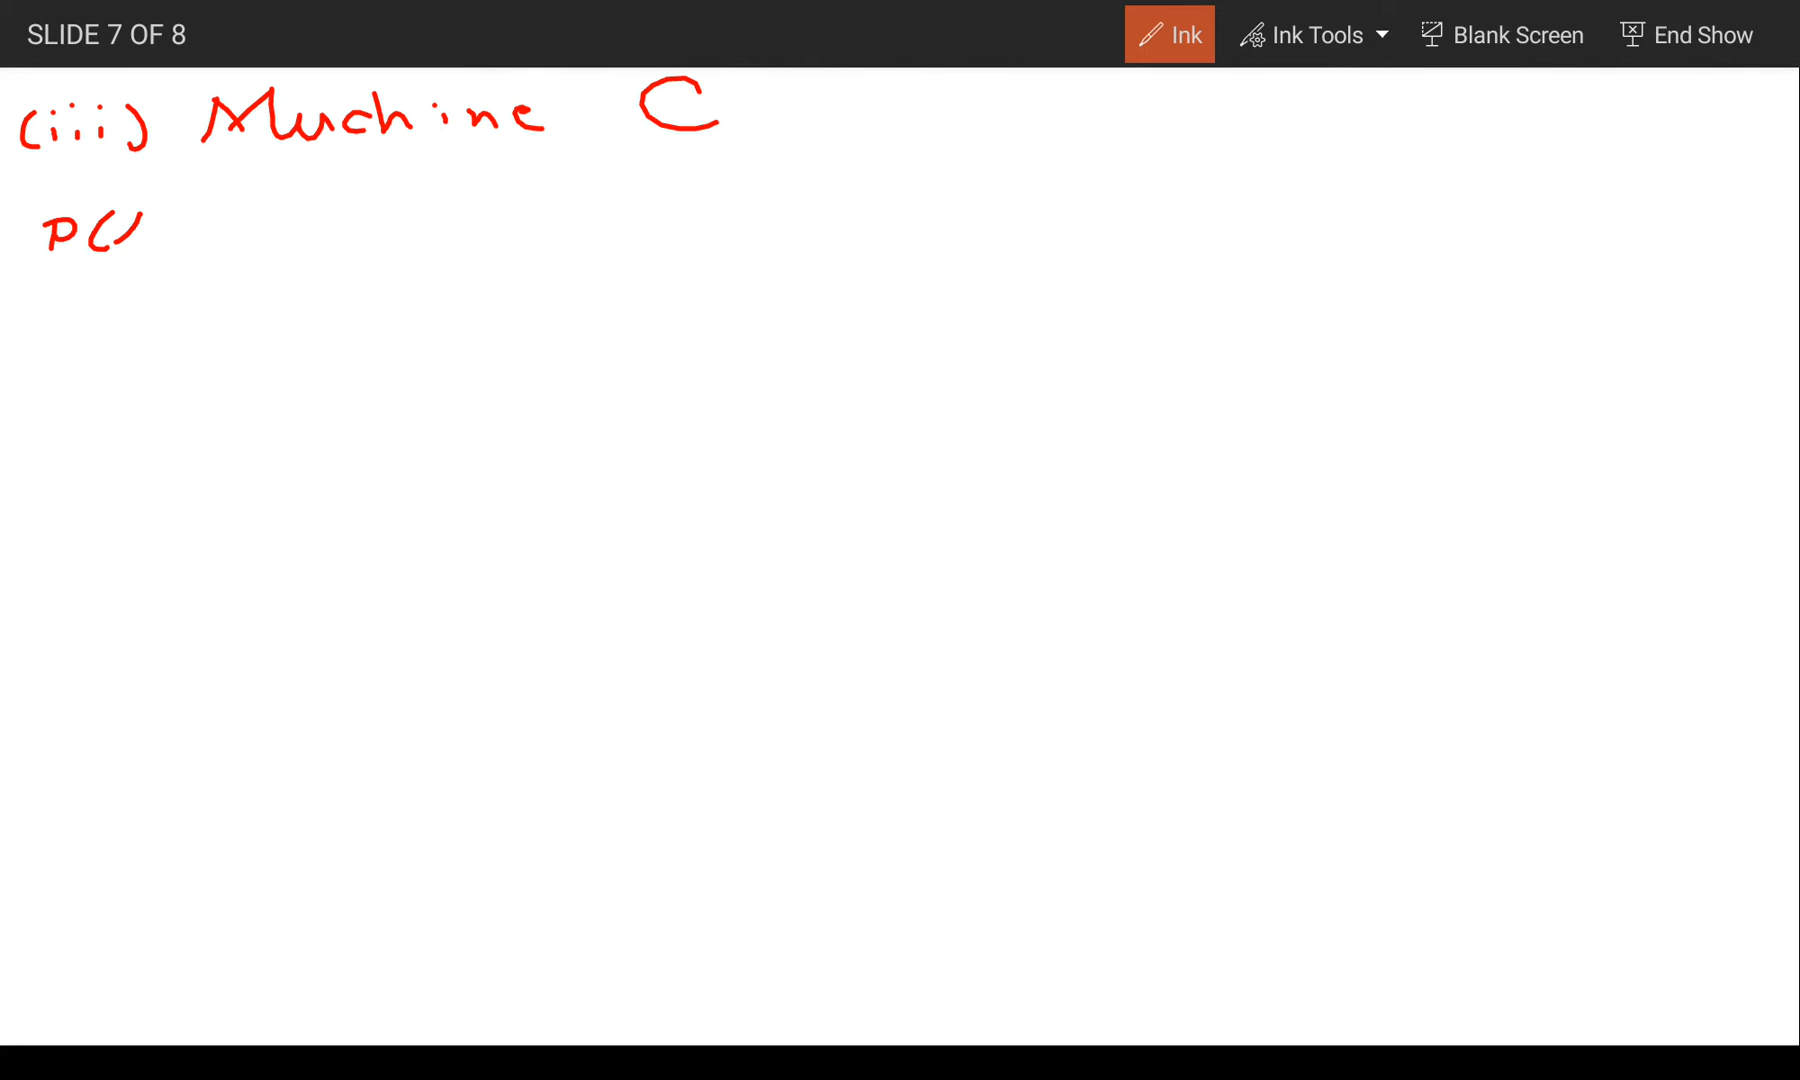 SLIDE 7 OF 8 Ink Ink Tools Blank Screen End Show
(iii) Machine C
P()